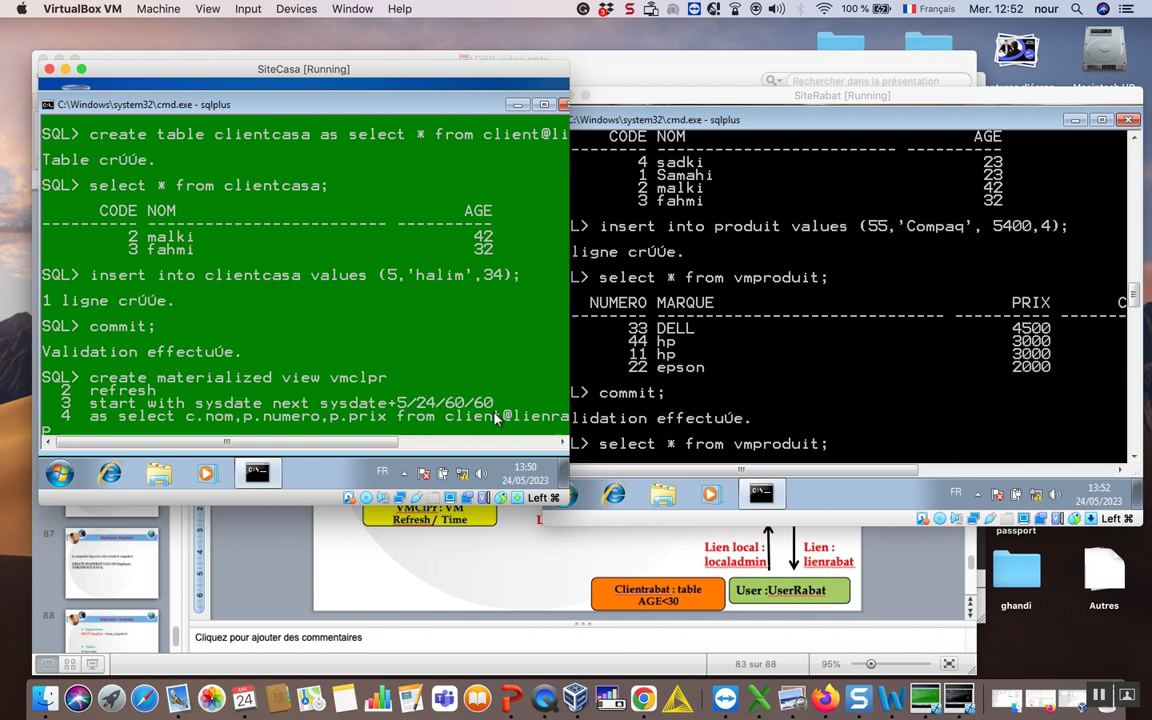 VirtualBox VM Machine View Input Devices Window Help
100 % Français Mer. 12:52 nour
Rechercher dans la présentation
SiteCasa [Running]
C:\Windows\system32\cmd.exe - sqlplus
SQL> create table clientcasa as select * from client@li
Table crÚÚe.
SQL> select * from clientcasa;
CODE NOM AGE
2 malki 42
3 fahmi 32
SQL> insert into clientcasa values (5,'halim',34);
1 ligne crÚÚe.
SQL> commit;
Validation effectuÚe.
SQL> create materialized view vmclpr
2 refresh
3 start with sysdate next sysdate+5/24/60/60
4 as select c.nom,p.numero,p.prix from client@lienra
p
FR 13:50
24/05/2023
Left ⌘
SiteRabat [Running]
C:\Windows\system32\cmd.exe - sqlplus
CODE NOM AGE
4 sadki 23
1 Samahi 23
2 malki 42
3 fahmi 32
L> insert into produit values (55,'Compaq', 5400,4);
ligne crÚÚe.
L> select * from vmproduit;
NUMERO MARQUE PRIX C
33 DELL 4500
44 hp 3000
11 hp 3000
22 epson 2000
L> commit;
alidation effectuÚe.
L> select * from vmproduit;
FR 13:52
24/05/2023
Left ⌘
VMClPr : VM
Refresh / Time
Lien local :
localadmin
Lien :
lienrabat
Clientrabat : table
AGE<30
User :UserRabat
87
88
Cliquez pour ajouter des commentaires
83 sur 88 95%
passport
ghandi
Autres